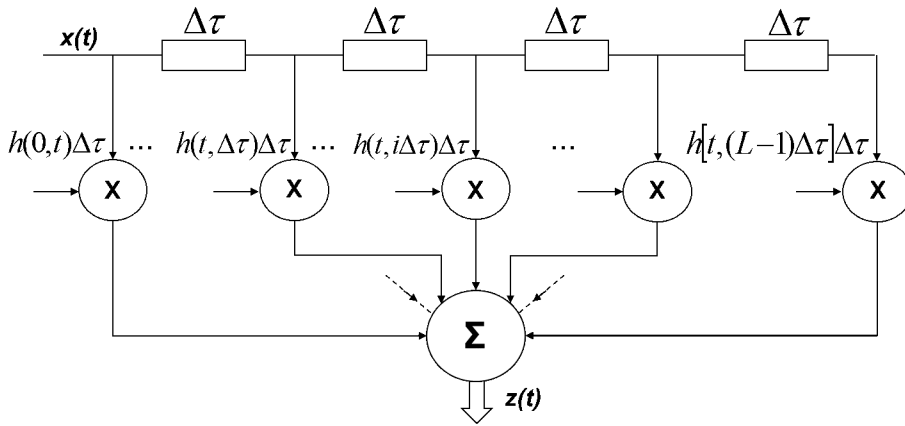 Δτ Δτ Δτ Δτ
x(t)
h(0,t)Δτ ... h(t,Δτ)Δτ ... h(t,iΔτ)Δτ ... h[t,(L−1)Δτ]Δτ
X X X X X
Σ
z(t)